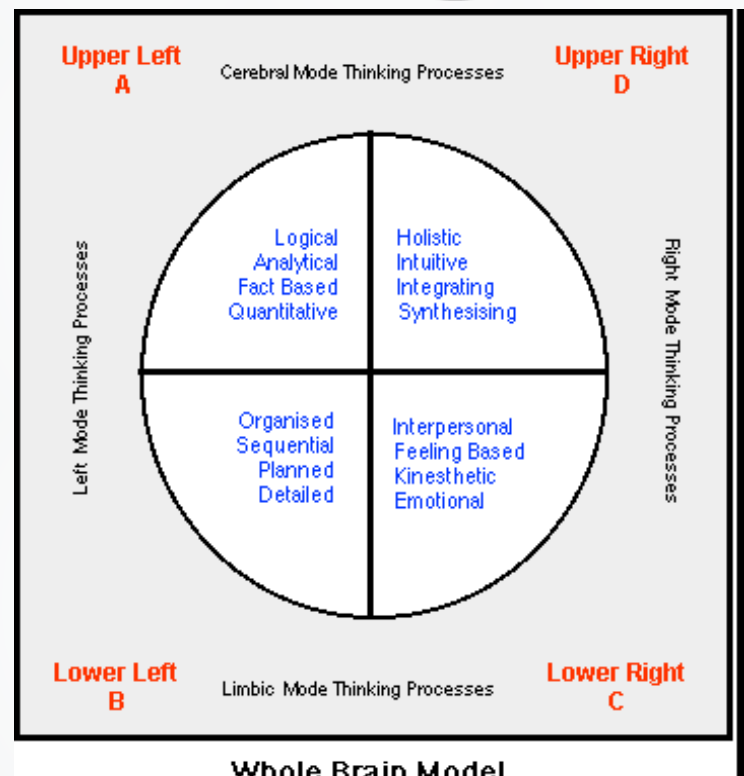 Upper Left
A
Cerebral Mode Thinking Processes
Upper Right
D
Left Mode Thinking Processes
Logical
Analytical
Fact Based
Quantitative
Holistic
Intuitive
Integrating
Synthesising
Right Mode Thinking Processes
Organised
Sequential
Planned
Detailed
Interpersonal
Feeling Based
Kinesthetic
Emotional
Lower Left
B
Limbic Mode Thinking Processes
Lower Right
C
Whole Brain Model